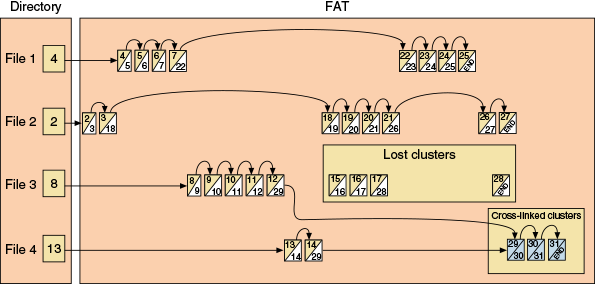 Directory FAT
File 1 4 4/5 5/6 6/7 7/22 22/23 23/24 24/25 25/END
File 2 2 2/3 3/18 18/19 19/20 20/21 21/26 26/27 27/END
Lost clusters
15/16 16/17 17/28 28/END
File 3 8 8/9 9/10 10/11 11/12 12/29
Cross-linked clusters
File 4 13 13/14 14/29 29/30 30/31 31/END